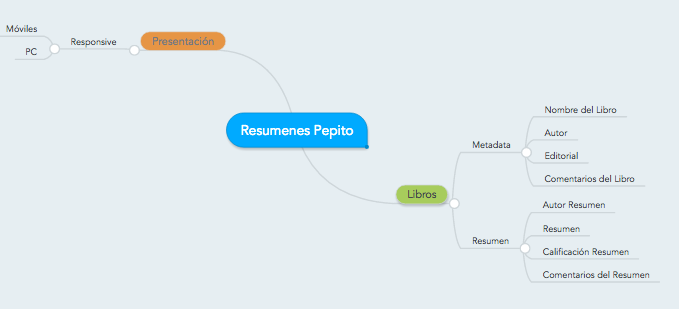 Móviles
PC
Responsive
Presentación
Resumenes Pepito
Libros
Metadata
Nombre del Libro
Autor
Editorial
Comentarios del Libro
Resumen
Autor Resumen
Resumen
Calificación Resumen
Comentarios del Resumen